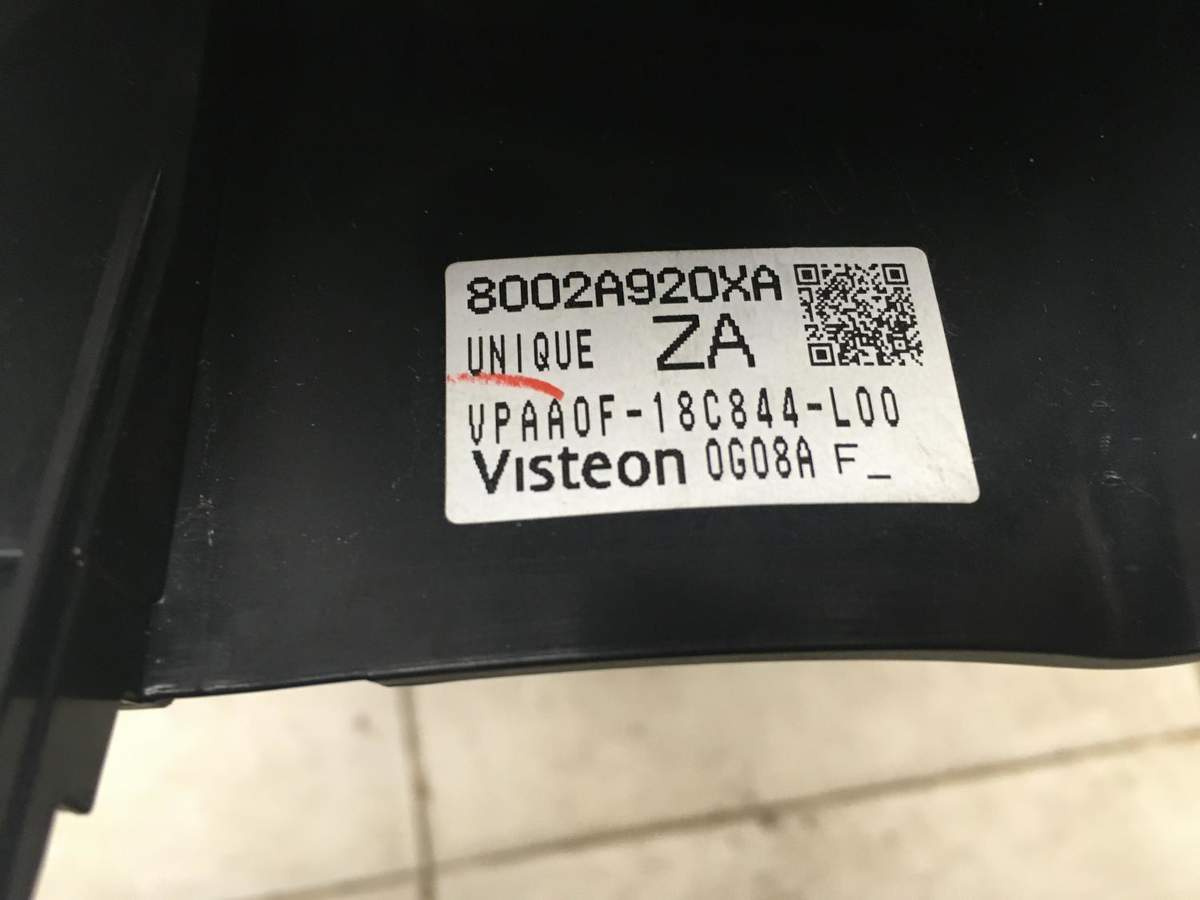 8002A920XA
UNIQUE ZA
VPAA0F-18C844-L00
Visteon 0G08A F_